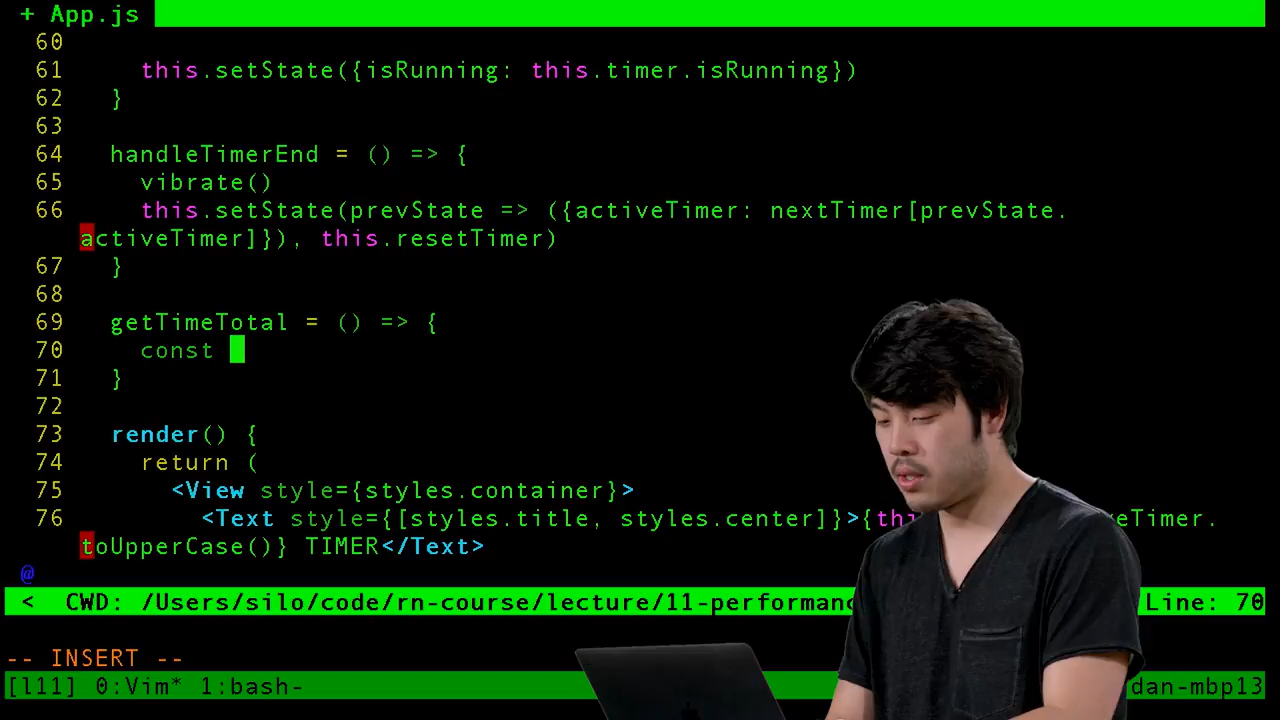 + App.js
60
61 this.setState({isRunning: this.timer.isRunning})
62 }
63
64 handleTimerEnd = () => {
65 vibrate()
66 this.setState(prevState => ({activeTimer: nextTimer[prevState.
activeTimer]}), this.resetTimer)
67 }
68
69 getTimeTotal = () => {
70 const
71 }
72
73 render() {
74 return (
75 <View style={styles.container}>
76 <Text style={[styles.title, styles.center]}>{thi eTimer.
toUpperCase()} TIMER</Text>
@
< CWD: /Users/silo/code/rn-course/lecture/11-performanc Line: 70
-- INSERT --
[l11] 0:Vim* 1:bash- dan-mbp13